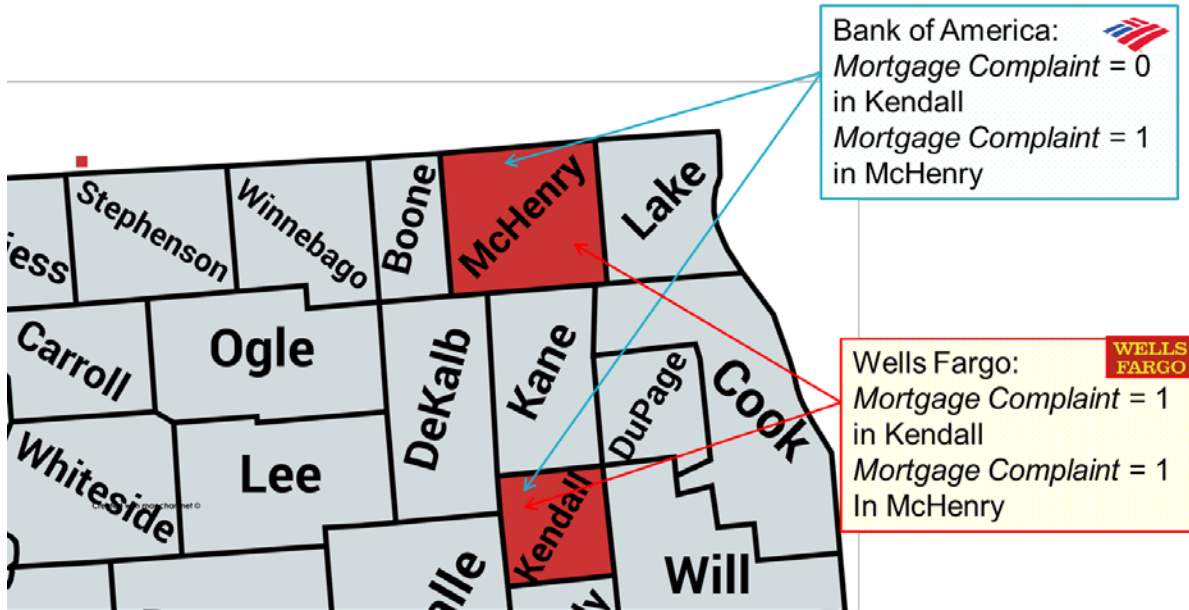 Bank of America:
Mortgage Complaint = 0
in Kendall
Mortgage Complaint = 1
in McHenry
Stephenson
Winnebago
Boone
McHenry
Lake
iess
Carroll
Ogle
DeKalb
Kane
DuPage
Cook
Wells Fargo:
WELLS
FARGO
Mortgage Complaint = 1
in Kendall
Mortgage Complaint = 1
In McHenry
Whiteside
Lee
Kendall
Will
alle
dy